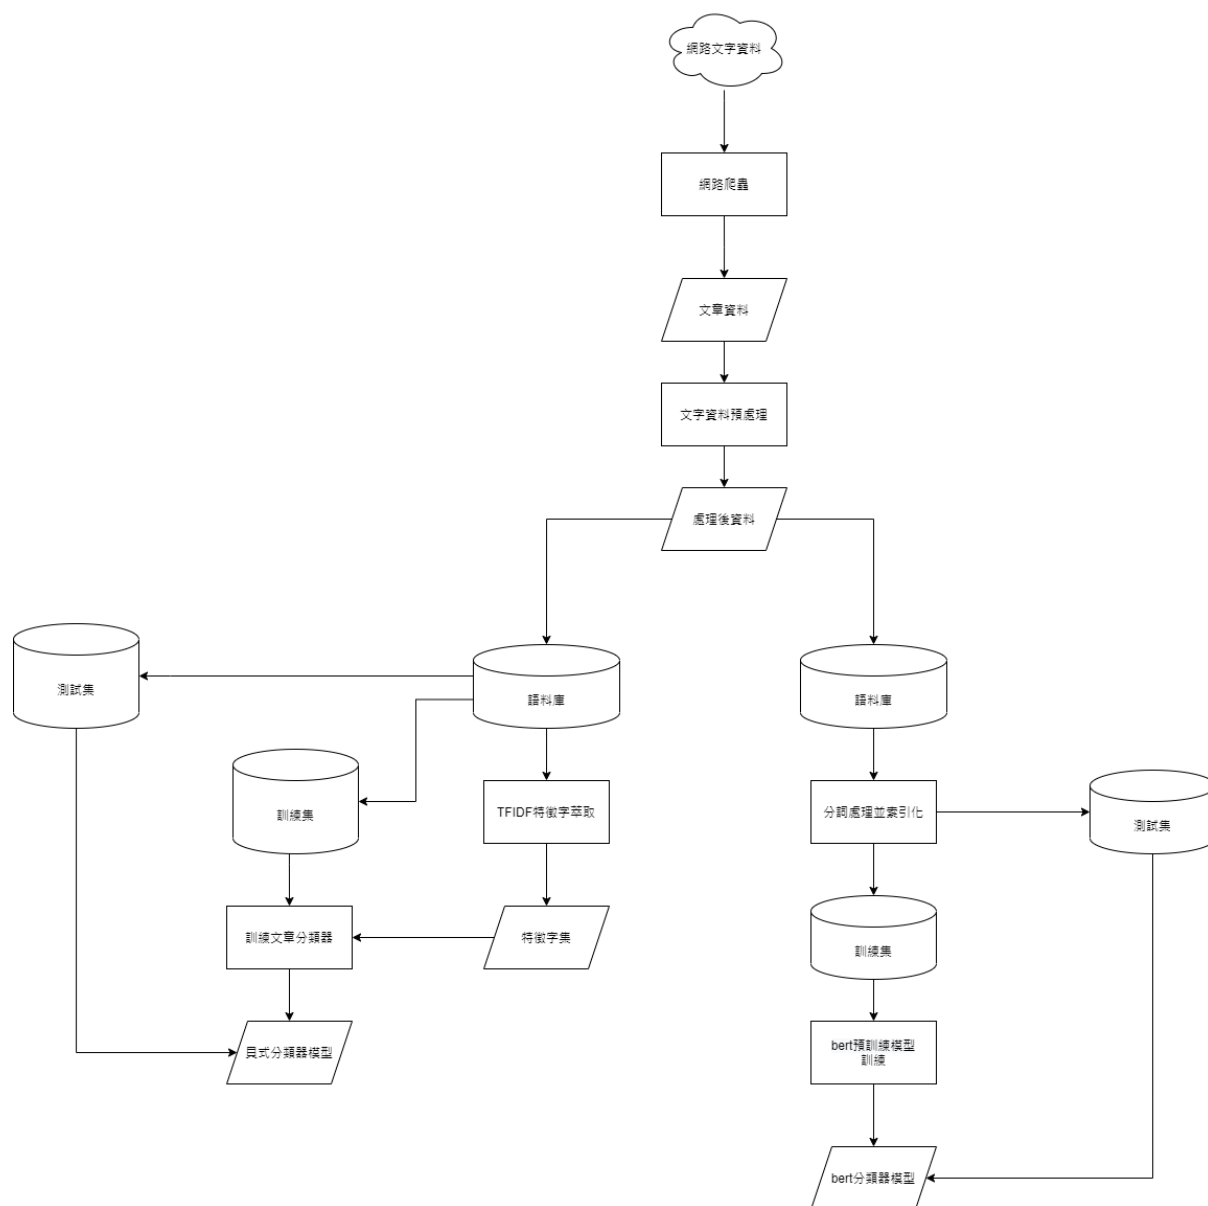 網路文字資料
網路爬蟲
文章資料
文字資料預處理
處理後資料
測試集
語料庫
訓練集
TFIDF特徵字萃取
訓練文章分類器
特徵字集
貝式分類器模型
語料庫
分詞處理並索引化
測試集
訓練集
bert預訓練模型
訓練
bert分類器模型